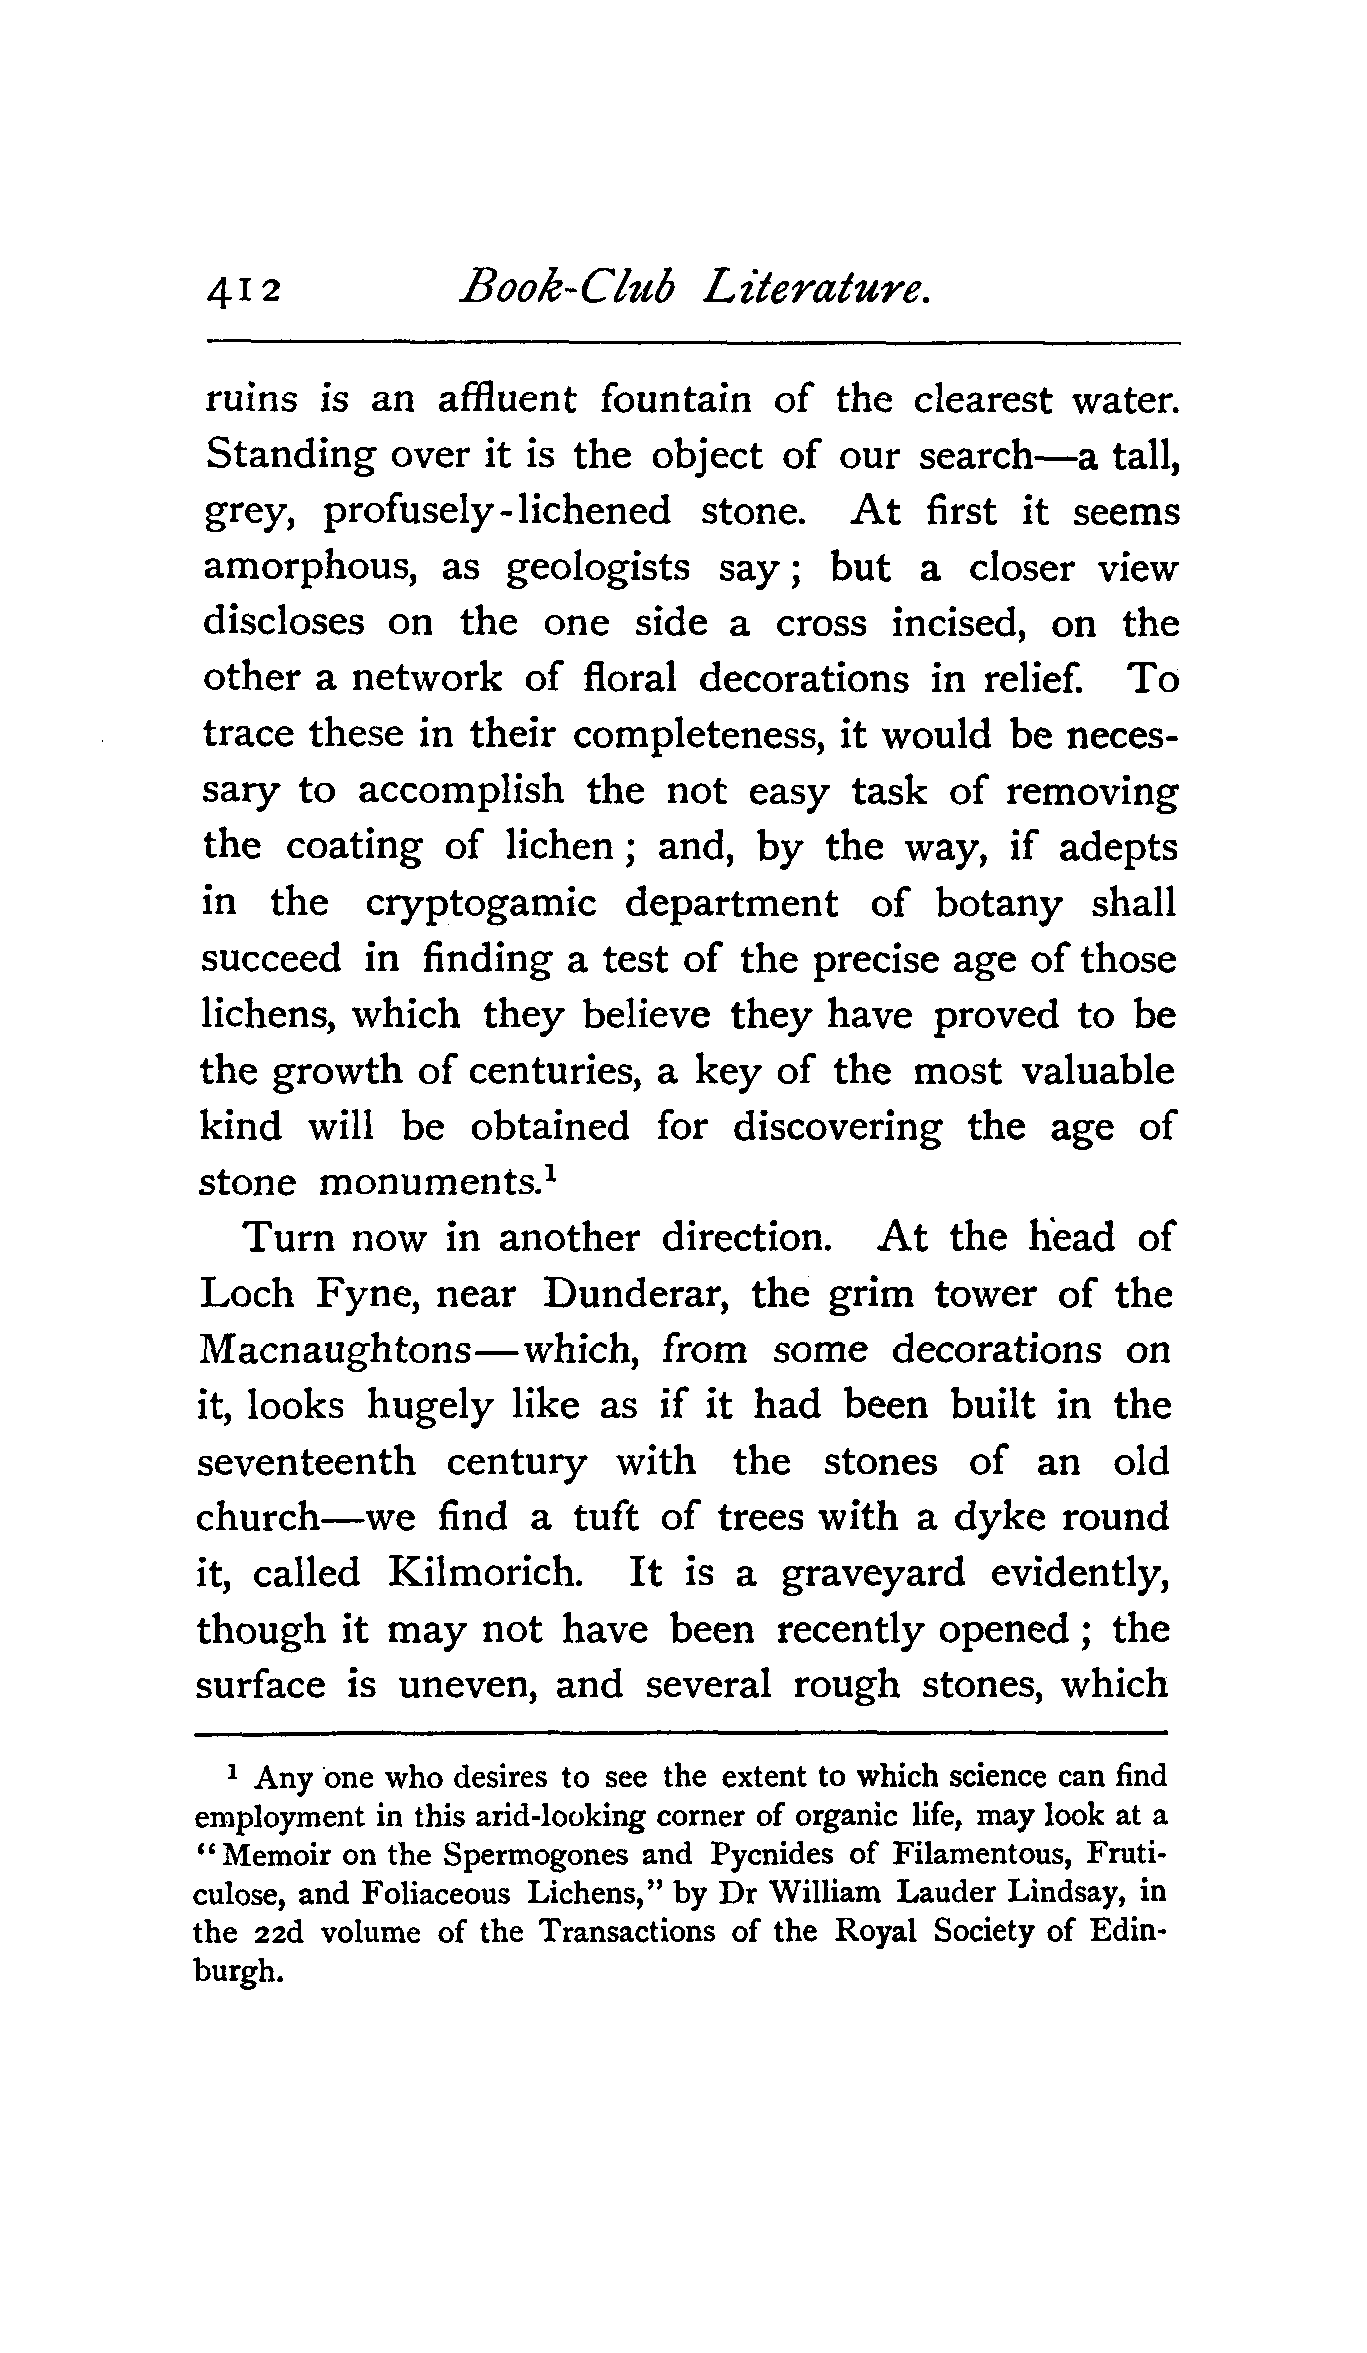 412 Book-Club Literature.
ruins is an affluent fountain of the clearest water.
Standing over it is the object of our search—a tall,
grey, profusely-lichened stone. At first it seems
amorphous, as geologists say; but a closer view
discloses on the one side a cross incised, on the
other a network of floral decorations in relief. To
trace these in their completeness, it would be neces-
sary to accomplish the not easy task of removing
the coating of lichen; and, by the way, if adepts
in the cryptogamic department of botany shall
succeed in finding a test of the precise age of those
lichens, which they believe they have proved to be
the growth of centuries, a key of the most valuable
kind will be obtained for discovering the age of
stone monuments.¹
Turn now in another direction. At the head of
Loch Fyne, near Dunderar, the grim tower of the
Macnaughtons—which, from some decorations on
it, looks hugely like as if it had been built in the
seventeenth century with the stones of an old
church—we find a tuft of trees with a dyke round
it, called Kilmorich. It is a graveyard evidently,
though it may not have been recently opened; the
surface is uneven, and several rough stones, which
¹ Any one who desires to see the extent to which science can find
employment in this arid-looking corner of organic life, may look at a
“Memoir on the Spermogones and Pycnides of Filamentous, Fruti-
culose, and Foliaceous Lichens,” by Dr William Lauder Lindsay, in
the 22d volume of the Transactions of the Royal Society of Edin-
burgh.